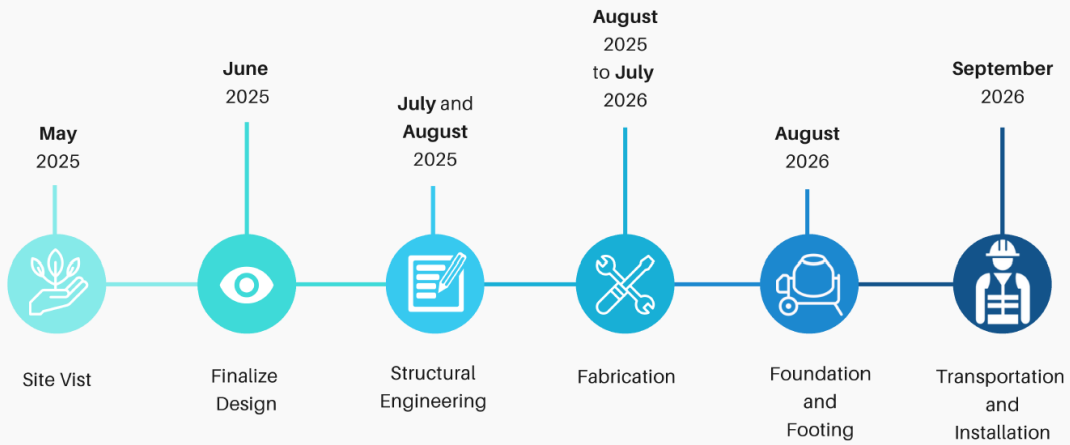 May
2025
Site Vist
June
2025
Finalize
Design
July and
August
2025
Structural
Engineering
August
2025
to July
2026
Fabrication
August
2026
Foundation
and
Footing
September
2026
Transportation
and
Installation